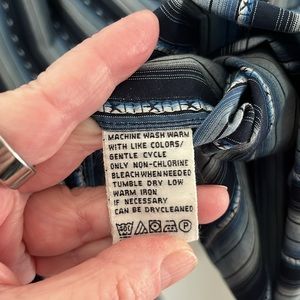 MACHINE WASH WARM
WITH LIKE COLORS/
GENTLE CYCLE
ONLY NON-CHLORINE
BLEACH WHEN NEEDED
TUMBLE DRY LOW
WARM IRON
IF NECESSARY
CAN BE DRYCLEANED
P